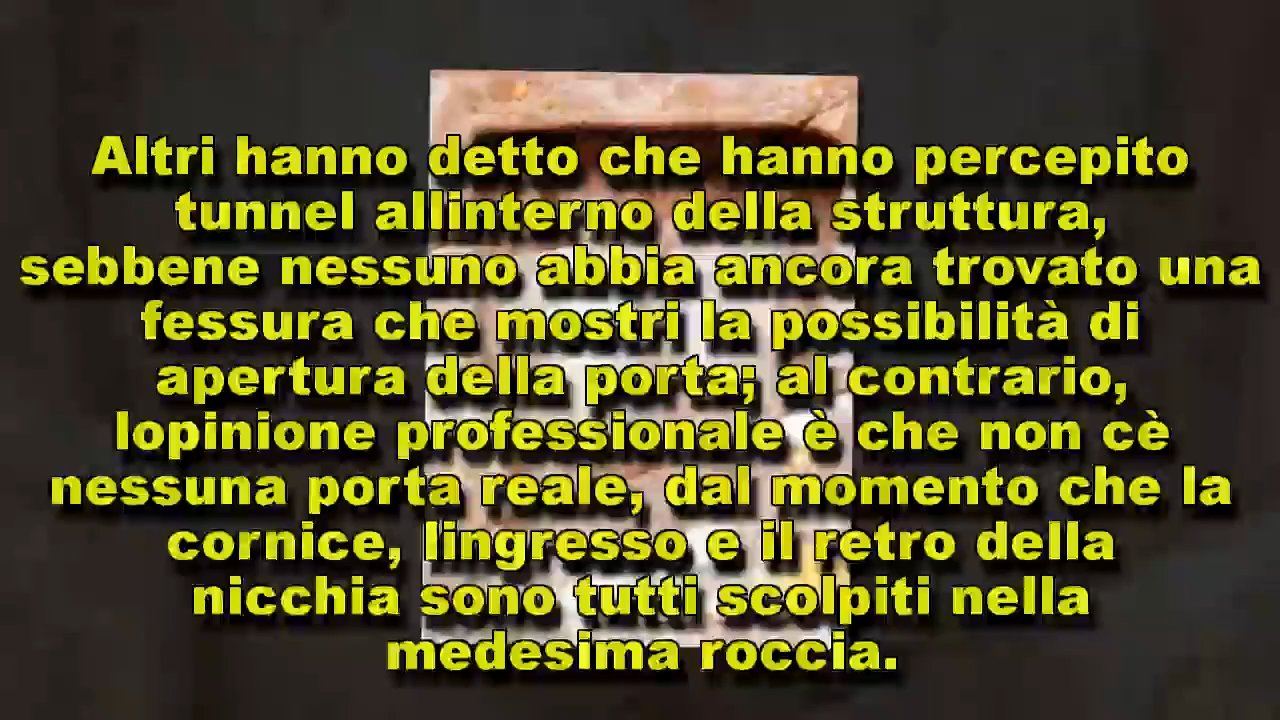 Altri hanno detto che hanno percepito
tunnel allinterno della struttura,
sebbene nessuno abbia ancora trovato una
fessura che mostri la possibilità di
apertura della porta; al contrario,
lopinione professionale è che non cè
nessuna porta reale, dal momento che la
cornice, lingresso e il retro della
nicchia sono tutti scolpiti nella
medesima roccia.